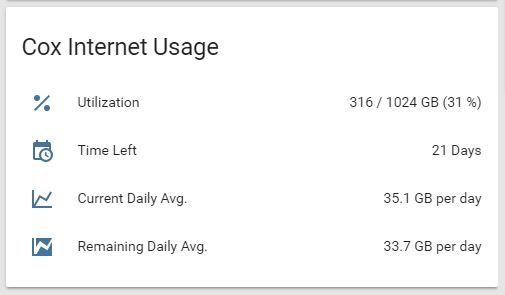 Cox Internet Usage
Utilization 316 / 1024 GB (31 %)
Time Left 21 Days
Current Daily Avg. 35.1 GB per day
Remaining Daily Avg. 33.7 GB per day